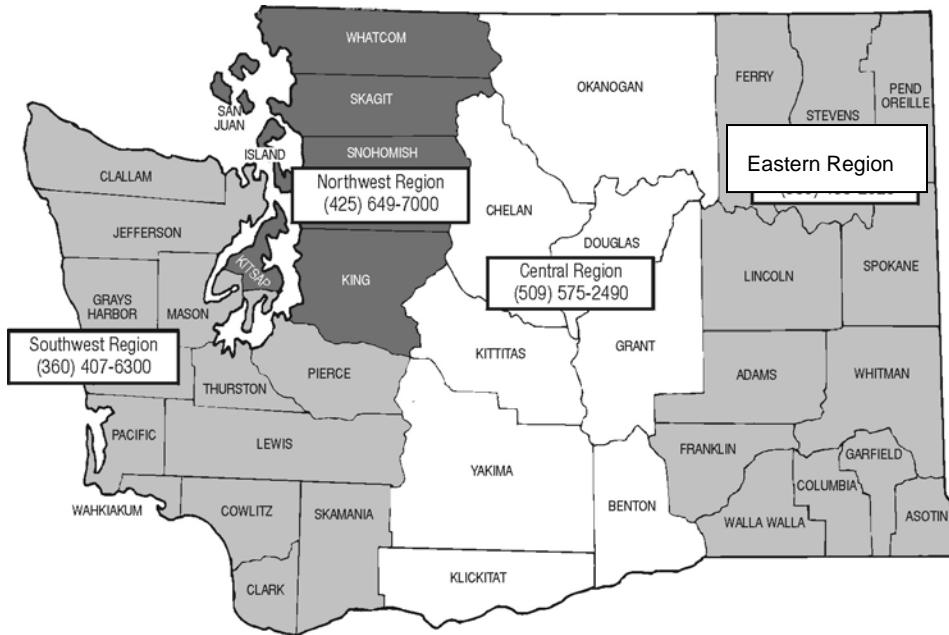 WHATCOM
OKANOGAN
FERRY
PEND
OREILLE
SKAGIT
SAN
JUAN
STEVENS
ISLAND
SNOHOMISH
Eastern Region
CLALLAM
Northwest Region
(425) 649-7000
CHELAN
JEFFERSON
DOUGLAS
KITSAP
KING
Central Region
(509) 575-2490
LINCOLN
SPOKANE
GRAYS
HARBOR
MASON
Southwest Region
(360) 407-6300
KITTITAS
GRANT
PIERCE
THURSTON
ADAMS
WHITMAN
PACIFIC
LEWIS
FRANKLIN
GARFIELD
YAKIMA
COLUMBIA
BENTON
WAHKIAKUM
COWLITZ
SKAMANIA
WALLA WALLA
ASOTIN
KLICKITAT
CLARK